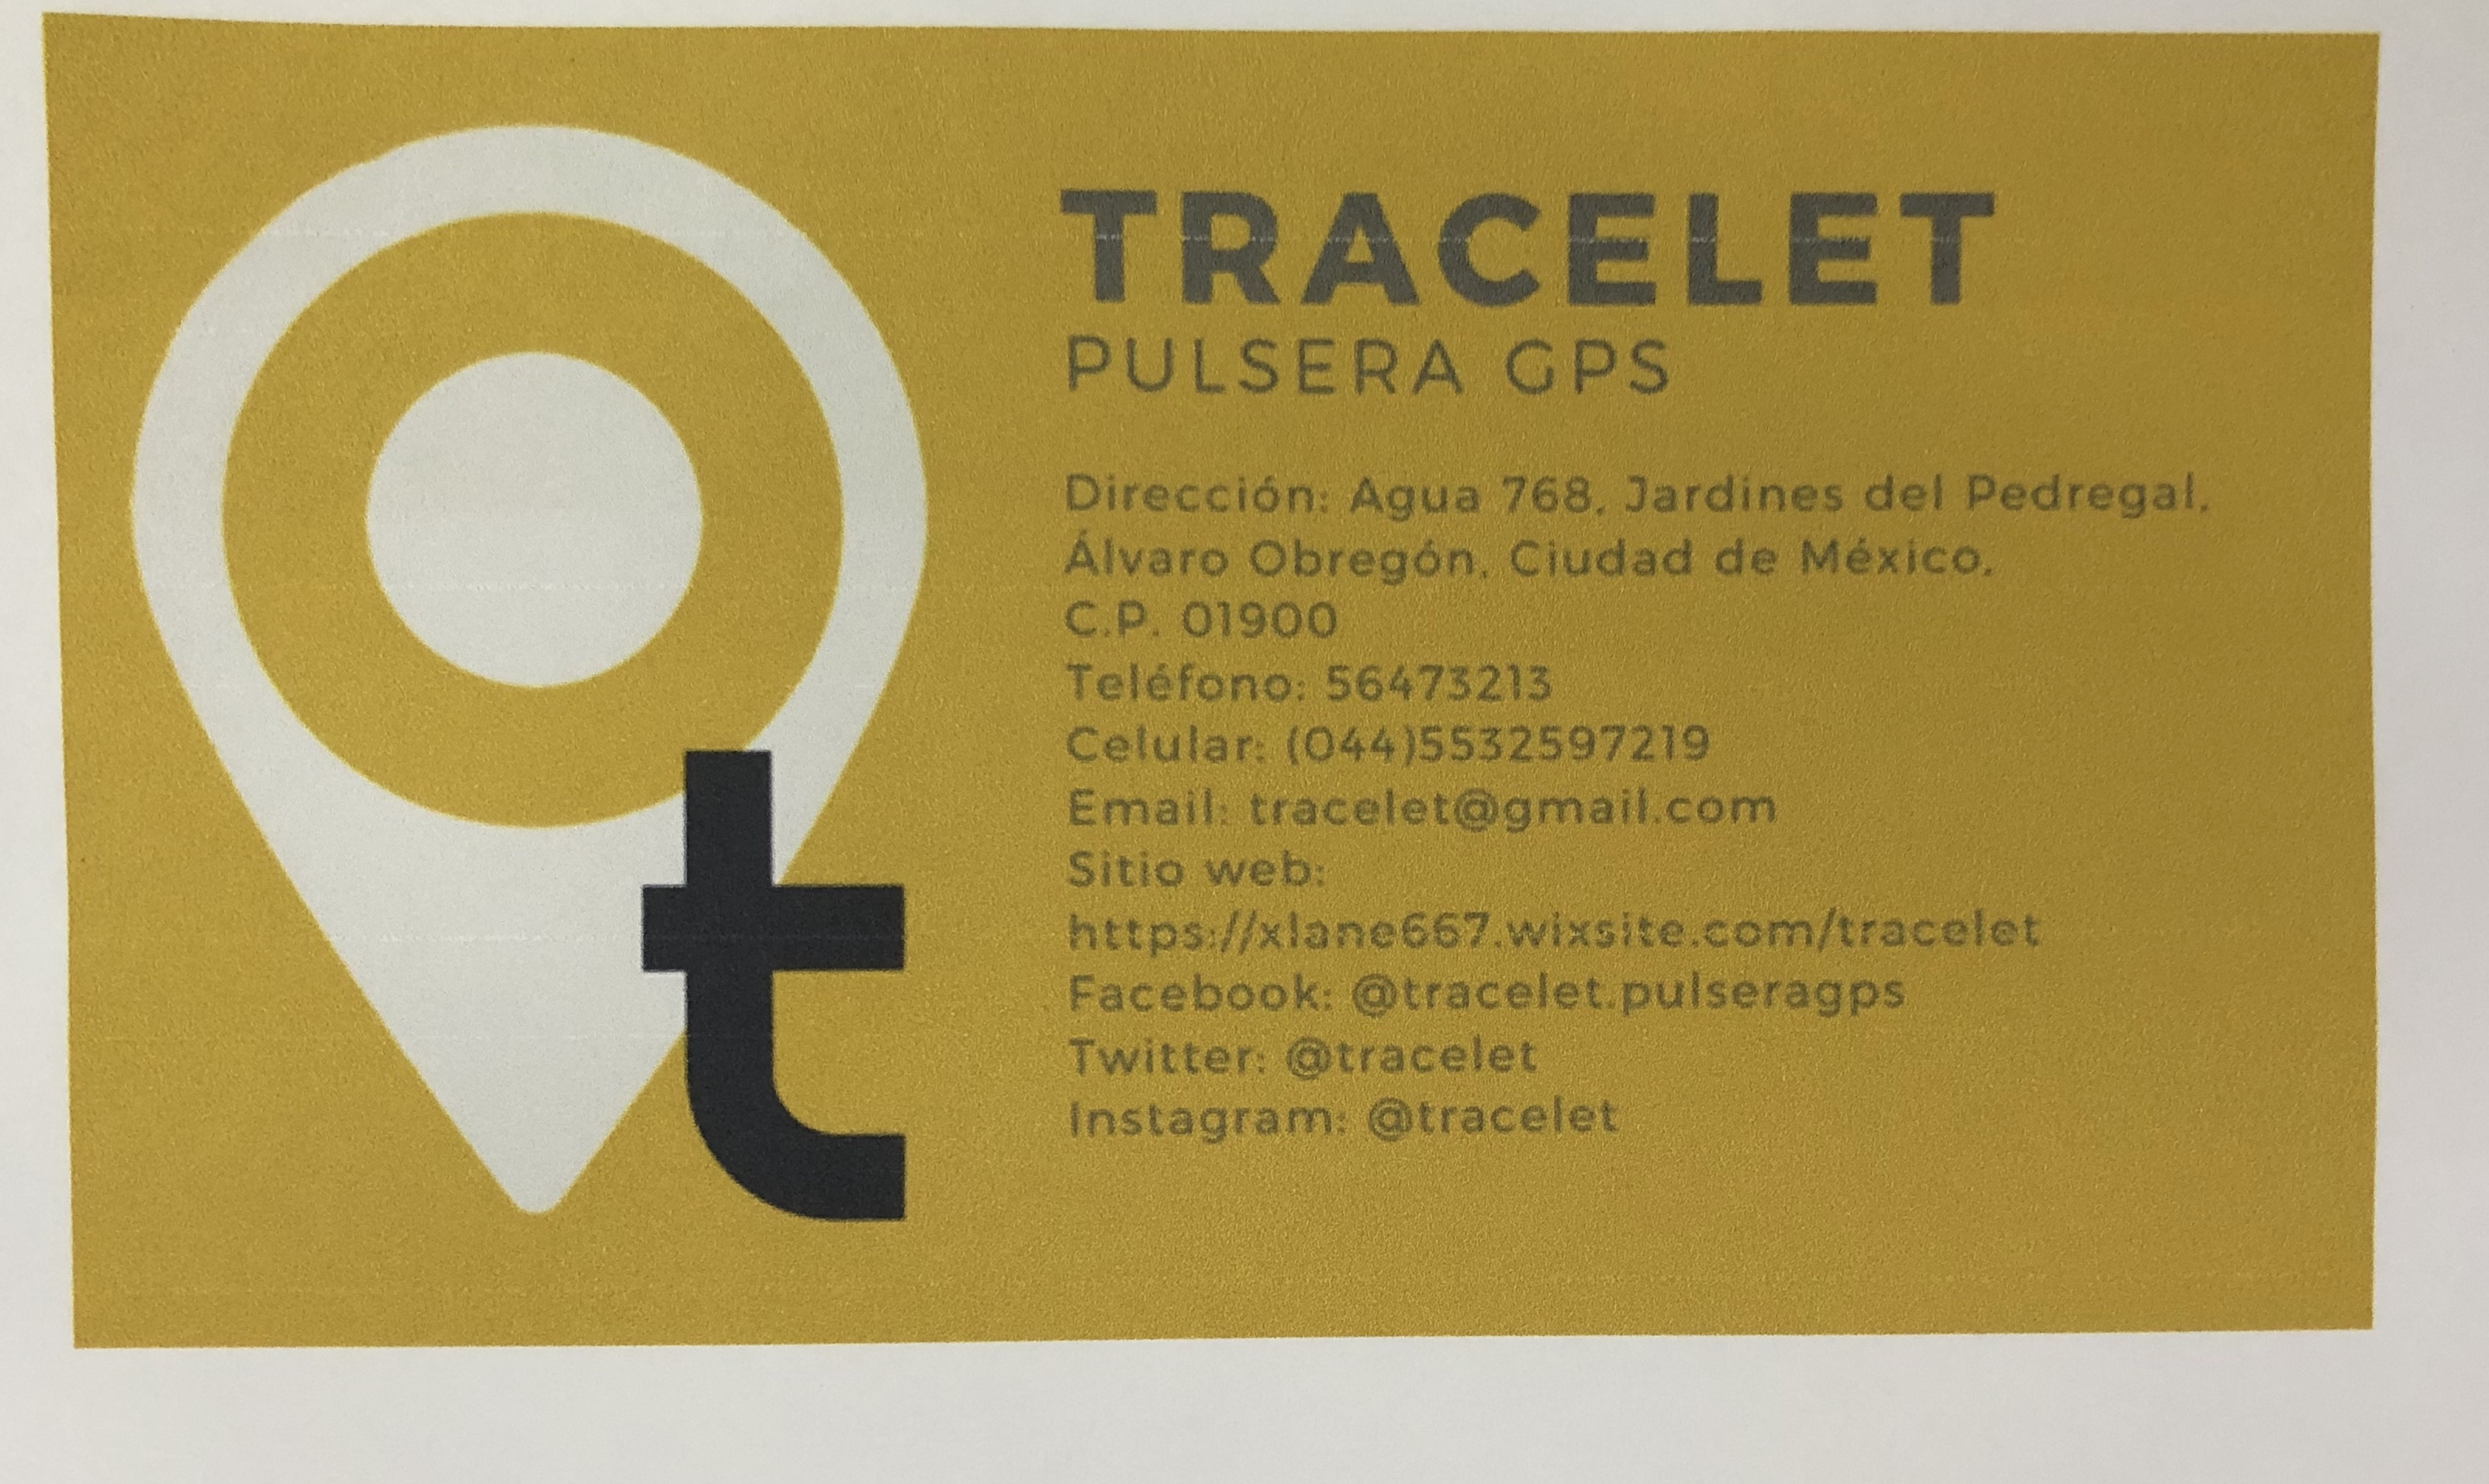 t
TRACELET
PULSERA GPS
Dirección: Agua 768, Jardines del Pedregal,
Álvaro Obregón, Ciudad de México,
C.P. 01900
Teléfono: 56473213
Celular: (044)5532597219
Email: tracelet@gmail.com
Sitio web:
https://xlane667.wixsite.com/tracelet
Facebook: @tracelet.pulseragps
Twitter: @tracelet
Instagram: @tracelet